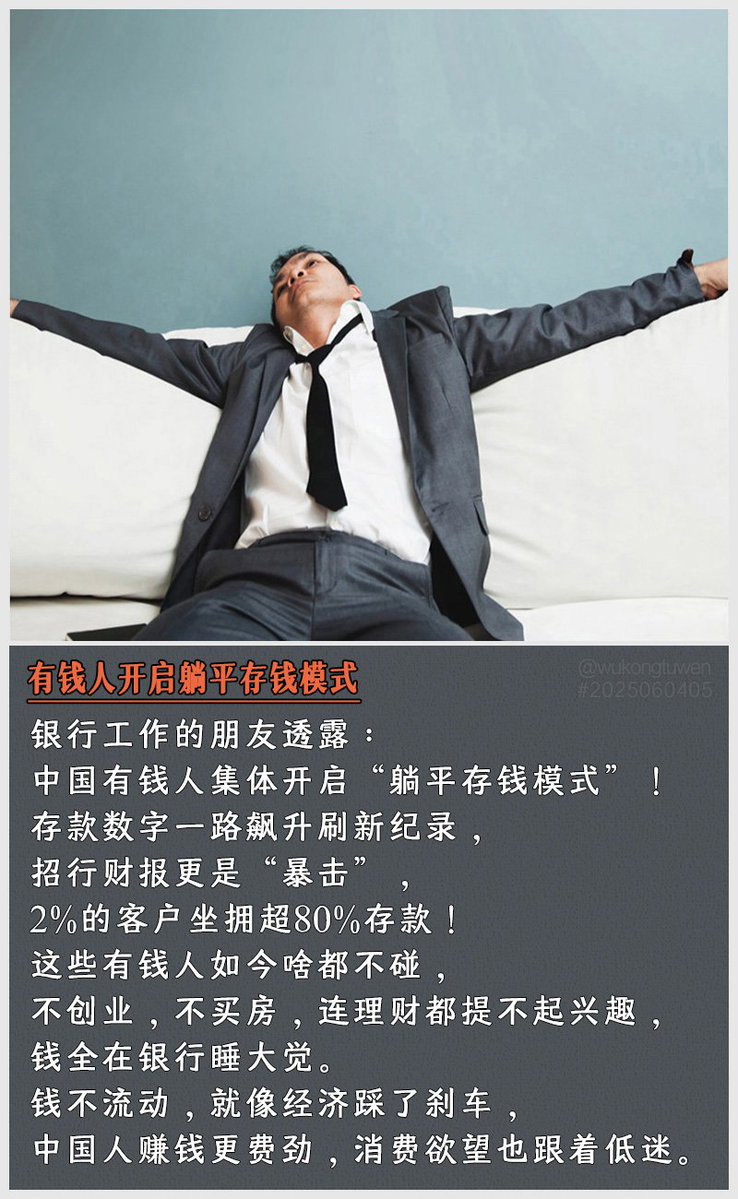 有钱人开启躺平存钱模式
@wukongtuwen
#2025060405
银行工作的朋友透露：
中国有钱人集体开启“躺平存钱模式”！
存款数字一路飙升刷新纪录，
招行财报更是“暴击”，
2%的客户坐拥超80%存款！
这些有钱人如今啥都不碰，
不创业，不买房，连理财都提不起兴趣，
钱全在银行睡大觉。
钱不流动，就像经济踩了刹车，
中国人赚钱更费劲，消费欲望也跟着低迷。